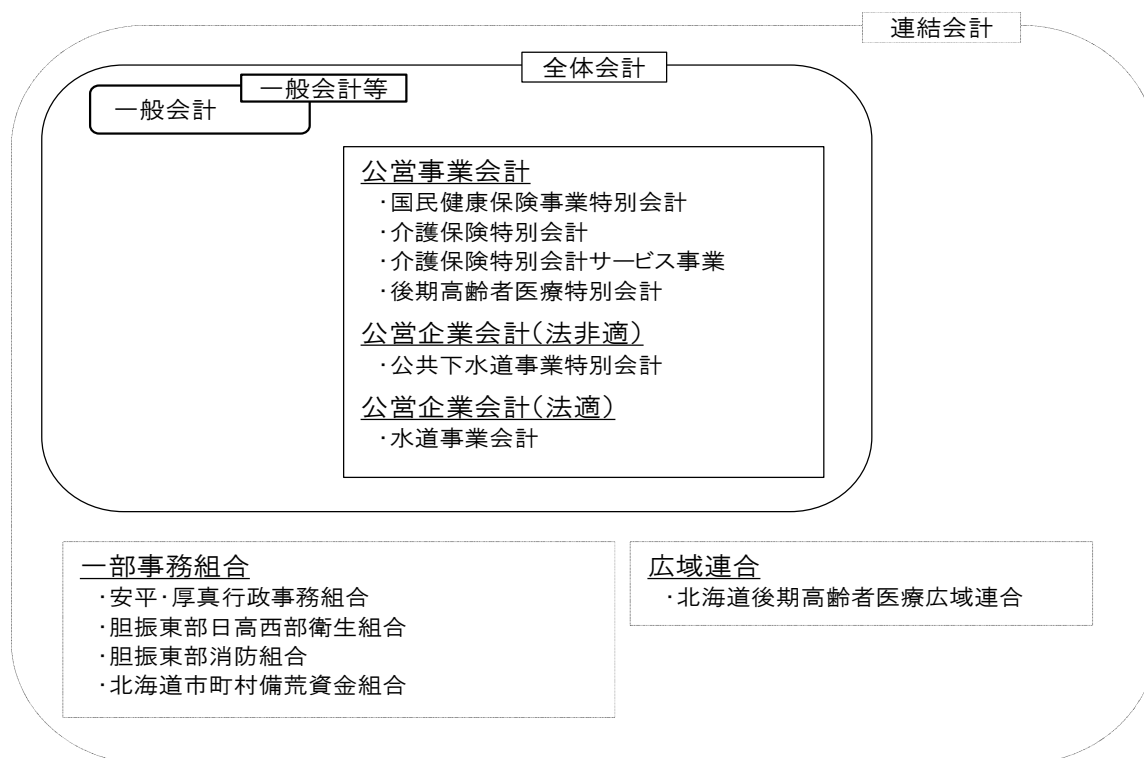 連結会計
全体会計
一般会計等
一般会計
公営事業会計
・国民健康保険事業特別会計
・介護保険特別会計
・介護保険特別会計サービス事業
・後期高齢者医療特別会計
公営企業会計(法非適)
・公共下水道事業特別会計
公営企業会計(法適)
・水道事業会計
一部事務組合
・安平・厚真行政事務組合
・胆振東部日高西部衛生組合
・胆振東部消防組合
・北海道市町村備荒資金組合
広域連合
・北海道後期高齢者医療広域連合